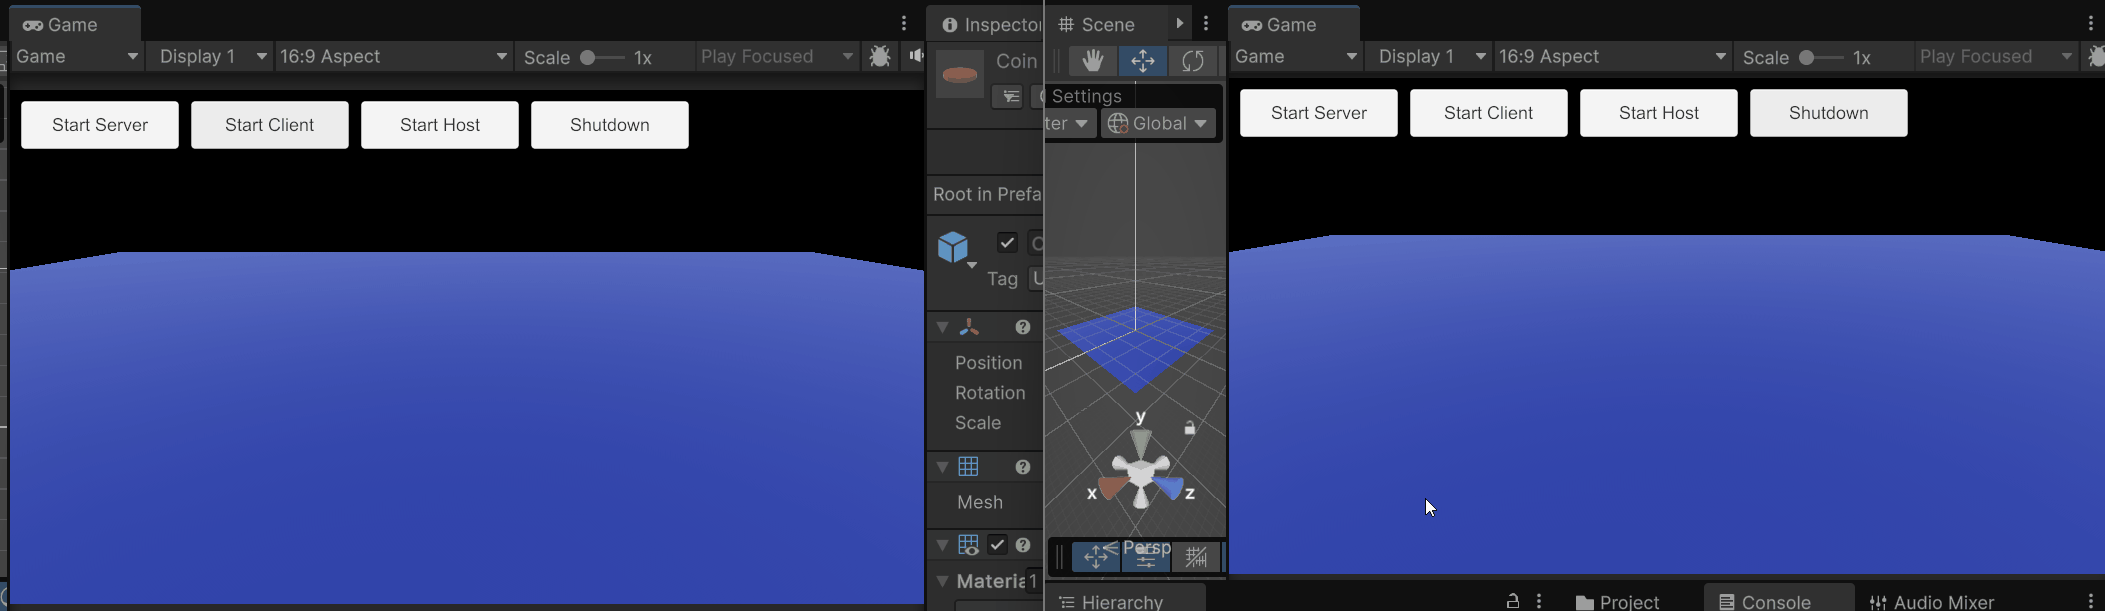 Game
Game Display 1 16:9 Aspect Scale 1x Play Focused
Start Server Start Client Start Host Shutdown
Inspector
Coin
Root in Prefa
Tag U
Position
Rotation
Scale
Mesh
Materia 1
Scene
Settings
ter Global
y
x z
Persp
Hierarchy
Game
Game Display 1 16:9 Aspect Scale 1x Play Focused
Start Server Start Client Start Host Shutdown
Project Console Audio Mixer